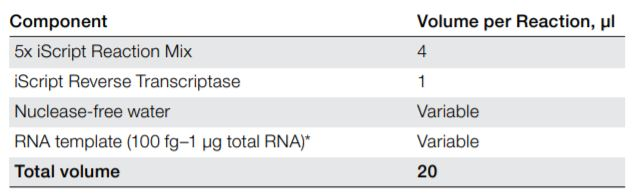 Component Volume per Reaction, µl
5x iScript Reaction Mix 4
iScript Reverse Transcriptase 1
Nuclease-free water Variable
RNA template (100 fg–1 µg total RNA)* Variable
Total volume 20